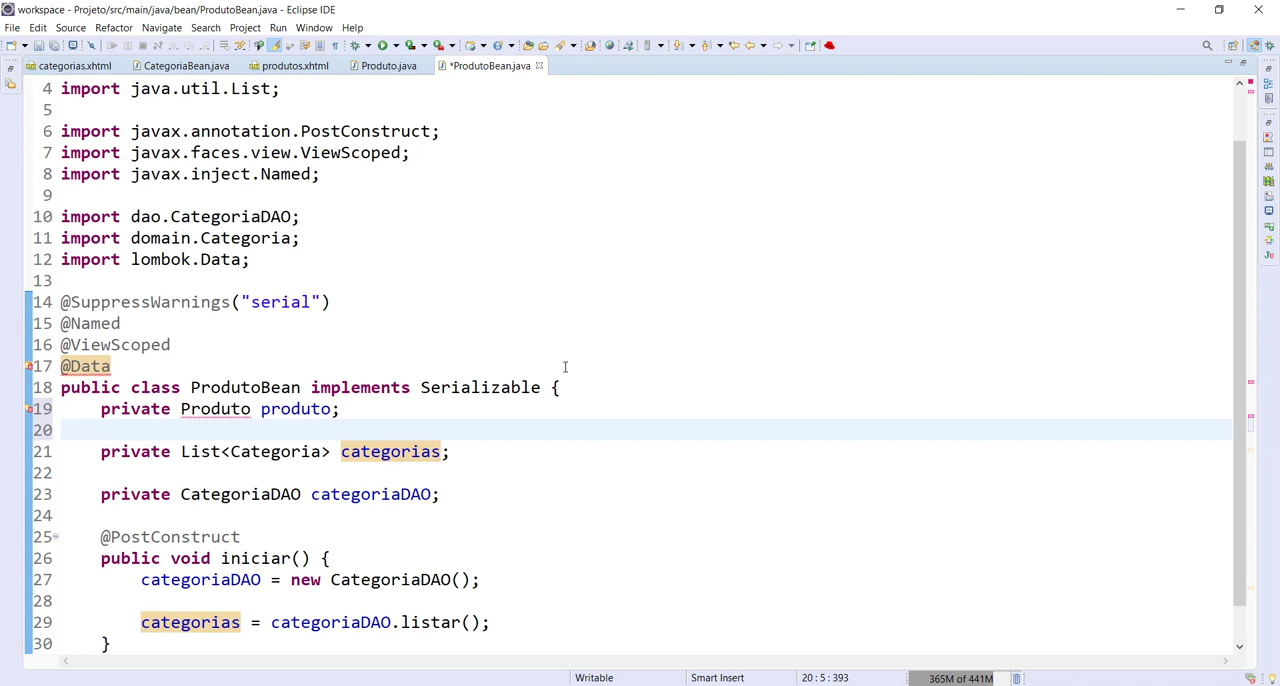 workspace - Projeto/src/main/java/bean/ProdutoBean.java - Eclipse IDE
File Edit Source Refactor Navigate Search Project Run Window Help
categorias.xhtml CategoriaBean.java produtos.xhtml Produto.java *ProdutoBean.java
4 import java.util.List;
5
6 import javax.annotation.PostConstruct;
7 import javax.faces.view.ViewScoped;
8 import javax.inject.Named;
9
10 import dao.CategoriaDAO;
11 import domain.Categoria;
12 import lombok.Data;
13
14 @SuppressWarnings("serial")
15 @Named
16 @ViewScoped
17 @Data
18 public class ProdutoBean implements Serializable {
19 private Produto produto;
20
21 private List<Categoria> categorias;
22
23 private CategoriaDAO categoriaDAO;
24
25 @PostConstruct
26 public void iniciar() {
27 categoriaDAO = new CategoriaDAO();
28
29 categorias = categoriaDAO.listar();
30 }
Writable Smart Insert 20 : 5 : 393 365M of 441M